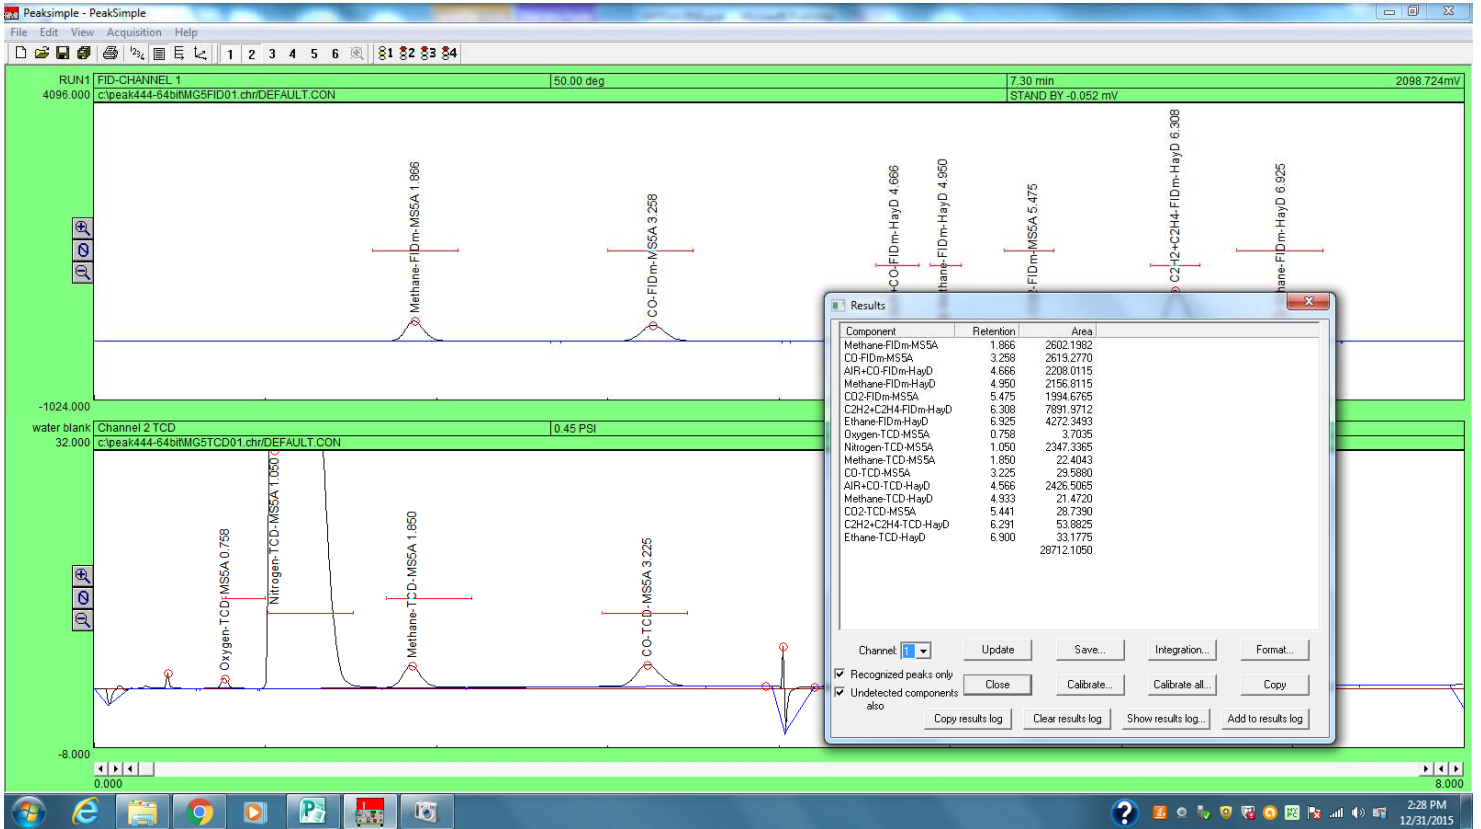 Peaksimple - PeakSimple
File Edit View Acquisition Help
1 2 3 4 5 6 1 2 3 4
RUN1 FID-CHANNEL 1 50.00 deg 7.30 min 2098.724mV
4096.000 c:\peak444-64bit\MG5FID01.chr/DEFAULT.CON STAND BY -0.052 mV
Methane-FIDm-MS5A 1.866
CO-FIDm-MS5A 3.258
+CO-FIDm-HayD 4.666
thane-FIDm-HayD 4.950
2-FIDm-MS5A 5.475
C2H2+C2H4-FIDm-HayD 6.308
hane-FIDm-HayD 6.925
-1024.000
water blank Channel 2 TCD 0.45 PSI
32.000 c:\peak444-64bit\MG5TCD01.chr/DEFAULT.CON
Oxygen-TCD-MS5A 0.758
Nitrogen-TCD-MS5A 1.050
Methane-TCD-MS5A 1.850
CO-TCD-MS5A 3.225
-8.000
0.000 8.000
Results
Component Retention Area
Methane-FIDm-MS5A 1.866 2602.1982
CO-FIDm-MS5A 3.258 2619.2770
AIR+CO-FIDm-HayD 4.666 2208.0115
Methane-FIDm-HayD 4.950 2156.8115
CO2-FIDm-MS5A 5.475 1994.6765
C2H2+C2H4-FIDm-HayD 6.308 7891.9712
Ethane-FIDm-HayD 6.925 4272.3493
Oxygen-TCD-MS5A 0.758 3.7035
Nitrogen-TCD-MS5A 1.050 2347.3365
Methane-TCD-MS5A 1.850 22.4043
CO-TCD-MS5A 3.225 29.5880
AIR+CO-TCD-HayD 4.566 2426.5065
Methane-TCD-HayD 4.933 21.4720
CO2-TCD-MS5A 5.441 28.7390
C2H2+C2H4-TCD-HayD 6.291 53.8825
Ethane-TCD-HayD 6.900 33.1775
28712.1050
Channel: 1 Update Save... Integration... Format...
Recognized peaks only
Undetected components also
Close Calibrate... Calibrate all... Copy
Copy results log Clear results log Show results log... Add to results log
2:28 PM
12/31/2015